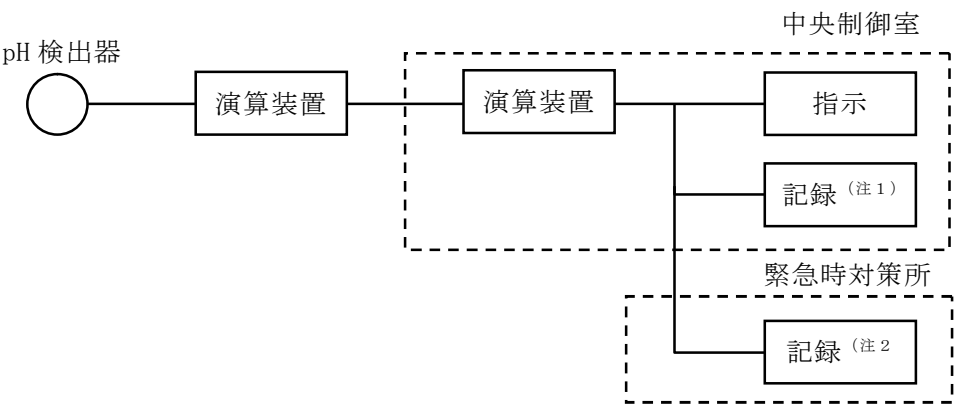 中央制御室
pH 検出器
演算装置
演算装置
指示
記録（注１）
緊急時対策所
記録（注２